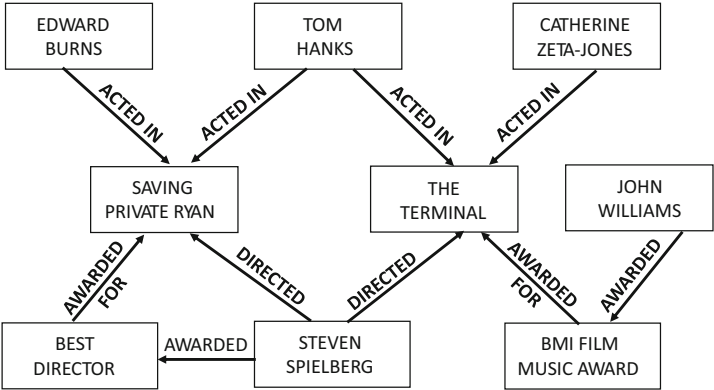 EDWARD
BURNS
TOM
HANKS
CATHERINE
ZETA-JONES
ACTED IN
ACTED IN
ACTED IN
ACTED IN
SAVING
PRIVATE RYAN
THE
TERMINAL
JOHN
WILLIAMS
AWARDED
FOR
DIRECTED
DIRECTED
AWARDED
FOR
AWARDED
BEST
DIRECTOR
AWARDED
STEVEN
SPIELBERG
BMI FILM
MUSIC AWARD